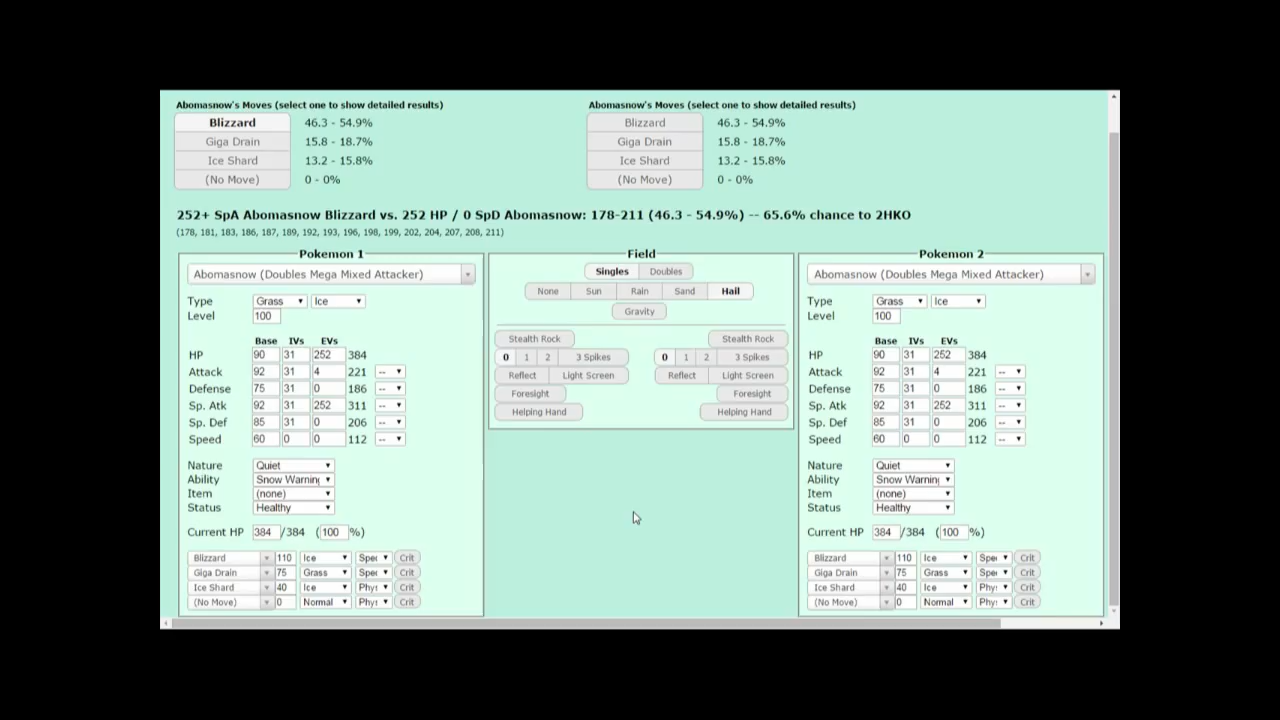 Abomasnow's Moves (select one to show detailed results) Abomasnow's Moves (select one to show detailed results)
Blizzard 46.3 - 54.9% Blizzard 46.3 - 54.9%
Giga Drain 15.8 - 18.7% Giga Drain 15.8 - 18.7%
Ice Shard 13.2 - 15.8% Ice Shard 13.2 - 15.8%
(No Move) 0 - 0% (No Move) 0 - 0%
252+ SpA Abomasnow Blizzard vs. 252 HP / 0 SpD Abomasnow: 178-211 (46.3 - 54.9%) -- 65.6% chance to 2HKO
(178, 181, 183, 186, 187, 189, 192, 193, 196, 198, 199, 202, 204, 207, 208, 211)
Pokemon 1
Abomasnow (Doubles Mega Mixed Attacker)
Type Grass Ice
Level 100
Base IVs EVs
HP 90 31 252 384
Attack 92 31 4 221 --
Defense 75 31 0 186 --
Sp. Atk 92 31 252 311 --
Sp. Def 85 31 0 206 --
Speed 60 0 0 112 --
Nature Quiet
Ability Snow Warning
Item (none)
Status Healthy
Current HP 384 /384 (100 %)
Blizzard 110 Ice Spec Crit
Giga Drain 75 Grass Spec Crit
Ice Shard 40 Ice Phys Crit
(No Move) 0 Normal Phys Crit
Field
Singles Doubles
None Sun Rain Sand Hail
Gravity
Stealth Rock Stealth Rock
0 1 2 3 Spikes 0 1 2 3 Spikes
Reflect Light Screen Reflect Light Screen
Foresight Foresight
Helping Hand Helping Hand
Pokemon 2
Abomasnow (Doubles Mega Mixed Attacker)
Type Grass Ice
Level 100
Base IVs EVs
HP 90 31 252 384
Attack 92 31 4 221 --
Defense 75 31 0 186 --
Sp. Atk 92 31 252 311 --
Sp. Def 85 31 0 206 --
Speed 60 0 0 112 --
Nature Quiet
Ability Snow Warning
Item (none)
Status Healthy
Current HP 384 /384 (100 %)
Blizzard 110 Ice Spec Crit
Giga Drain 75 Grass Spec Crit
Ice Shard 40 Ice Phys Crit
(No Move) 0 Normal Phys Crit